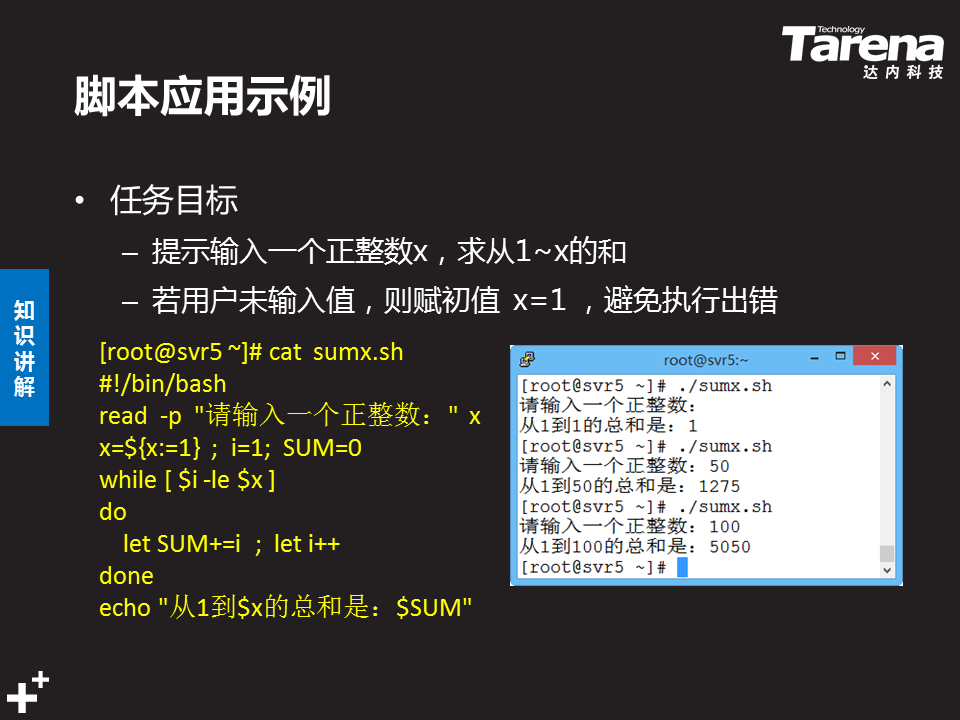 Technology
Tarena
达内科技
脚本应用示例
• 任务目标
– 提示输入一个正整数x，求从1~x的和
– 若用户未输入值，则赋初值 x=1 ，避免执行出错
知识讲解
[root@svr5 ~]# cat sumx.sh
#!/bin/bash
read -p "请输入一个正整数：" x
x=${x:=1} ; i=1; SUM=0
while [ $i -le $x ]
do
let SUM+=i ; let i++
done
echo "从1到$x的总和是：$SUM"
root@svr5:~
[root@svr5 ~]# ./sumx.sh
请输入一个正整数：
从1到1的总和是：1
[root@svr5 ~]# ./sumx.sh
请输入一个正整数：50
从1到50的总和是：1275
[root@svr5 ~]# ./sumx.sh
请输入一个正整数：100
从1到100的总和是：5050
[root@svr5 ~]#